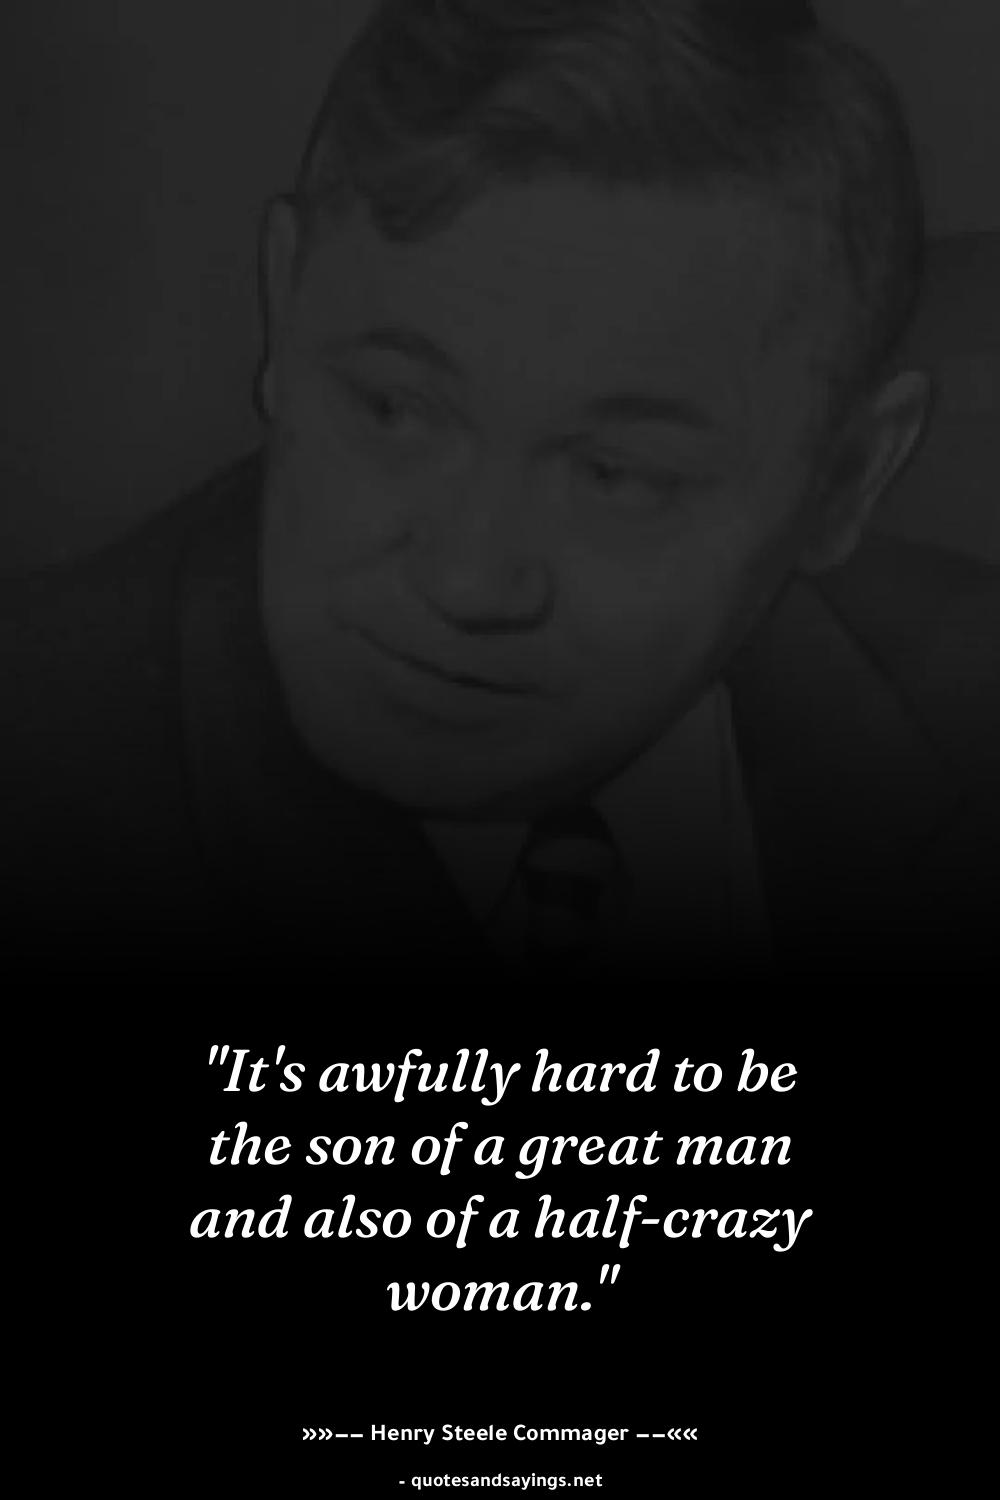 "It's awfully hard to be
the son of a great man
and also of a half-crazy
woman."
»»–– Henry Steele Commager ––««
- quotesandsayings.net